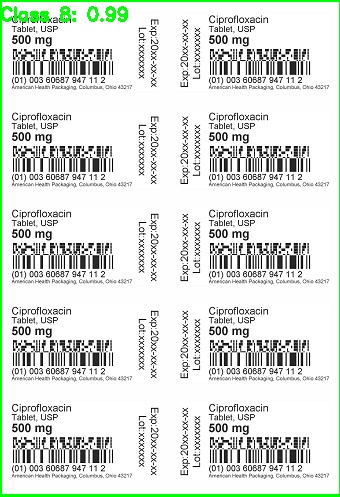 Class 8: 0.99
Ciprofloxacin
Tablet, USP
500 mg
(01) 003 60687 947 11 2
American Health Packaging, Columbus, Ohio 43217
Exp:20xx-xx-xx
Lot:xxxxxxx
Exp:20xx-xx-xx
Lot:xxxxxxx
Ciprofloxacin
Tablet, USP
500 mg
(01) 003 60687 947 11 2
American Health Packaging, Columbus, Ohio 43217
Ciprofloxacin
Tablet, USP
500 mg
(01) 003 60687 947 11 2
American Health Packaging, Columbus, Ohio 43217
Exp:20xx-xx-xx
Lot:xxxxxxx
Exp:20xx-xx-xx
Lot:xxxxxxx
Ciprofloxacin
Tablet, USP
500 mg
(01) 003 60687 947 11 2
American Health Packaging, Columbus, Ohio 43217
Ciprofloxacin
Tablet, USP
500 mg
(01) 003 60687 947 11 2
American Health Packaging, Columbus, Ohio 43217
Exp:20xx-xx-xx
Lot:xxxxxxx
Exp:20xx-xx-xx
Lot:xxxxxxx
Ciprofloxacin
Tablet, USP
500 mg
(01) 003 60687 947 11 2
American Health Packaging, Columbus, Ohio 43217
Ciprofloxacin
Tablet, USP
500 mg
(01) 003 60687 947 11 2
American Health Packaging, Columbus, Ohio 43217
Exp:20xx-xx-xx
Lot:xxxxxxx
Exp:20xx-xx-xx
Lot:xxxxxxx
Ciprofloxacin
Tablet, USP
500 mg
(01) 003 60687 947 11 2
American Health Packaging, Columbus, Ohio 43217
Ciprofloxacin
Tablet, USP
500 mg
(01) 003 60687 947 11 2
American Health Packaging, Columbus, Ohio 43217
Exp:20xx-xx-xx
Lot:xxxxxxx
Exp:20xx-xx-xx
Lot:xxxxxxx
Ciprofloxacin
Tablet, USP
500 mg
(01) 003 60687 947 11 2
American Health Packaging, Columbus, Ohio 43217